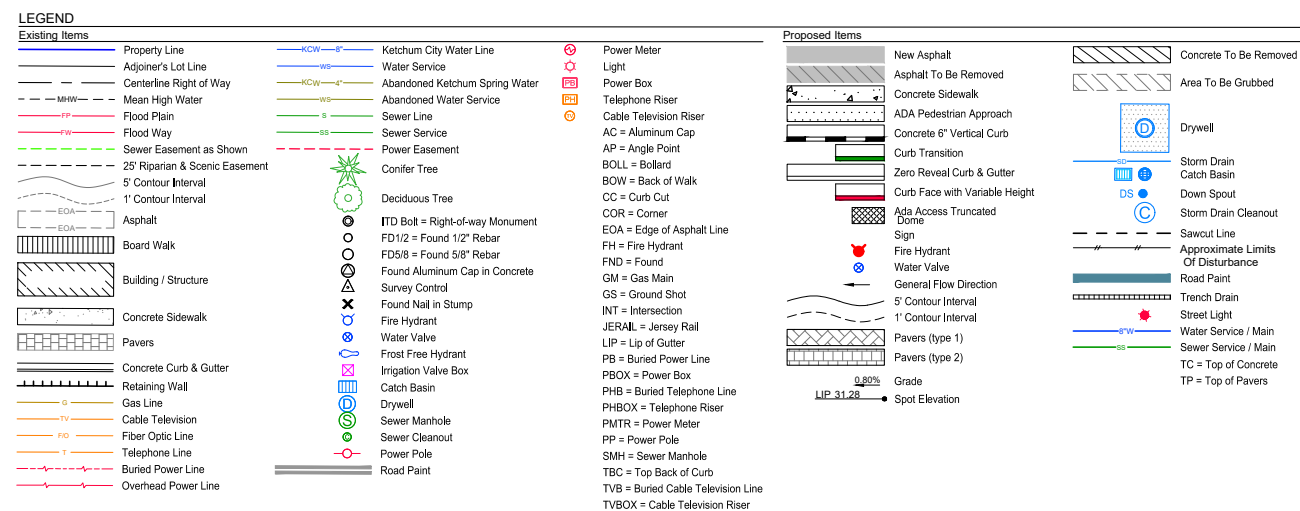 LEGEND
Existing Items
Property Line
Adjoiner's Lot Line
Centerline Right of Way
MHW Mean High Water
FP Flood Plain
FW Flood Way
Sewer Easement as Shown
25' Riparian & Scenic Easement
5' Contour Interval
1' Contour Interval
EOA
EOA
Asphalt
Board Walk
Building / Structure
Concrete Sidewalk
Pavers
Concrete Curb & Gutter
Retaining Wall
G Gas Line
TV Cable Television
F/O Fiber Optic Line
T Telephone Line
Buried Power Line
Overhead Power Line
KCW 8" Ketchum City Water Line
WS Water Service
KCW 4" Abandoned Ketchum Spring Water
WS Abandoned Water Service
S Sewer Line
SS Sewer Service
Power Easement
Conifer Tree
Deciduous Tree
ITD Bolt = Right-of-way Monument
FD1/2 = Found 1/2" Rebar
FD5/8 = Found 5/8" Rebar
Found Aluminum Cap in Concrete
Survey Control
Found Nail in Stump
Fire Hydrant
Water Valve
Frost Free Hydrant
Irrigation Valve Box
Catch Basin
D Drywell
S Sewer Manhole
C Sewer Cleanout
Power Pole
Road Paint
Power Meter
Light
PB Power Box
PH Telephone Riser
TV Cable Television Riser
AC = Aluminum Cap
AP = Angle Point
BOLL = Bollard
BOW = Back of Walk
CC = Curb Cut
COR = Corner
EOA = Edge of Asphalt Line
FH = Fire Hydrant
FND = Found
GM = Gas Main
GS = Ground Shot
INT = Intersection
JERAIL = Jersey Rail
LIP = Lip of Gutter
PB = Buried Power Line
PBOX = Power Box
PHB = Buried Telephone Line
PHBOX = Telephone Riser
PMTR = Power Meter
PP = Power Pole
SMH = Sewer Manhole
TBC = Top Back of Curb
TVB = Buried Cable Television Line
TVBOX = Cable Television Riser
Proposed Items
New Asphalt
Asphalt To Be Removed
Concrete Sidewalk
ADA Pedestrian Approach
Concrete 6" Vertical Curb
Curb Transition
Zero Reveal Curb & Gutter
Curb Face with Variable Height
Ada Access Truncated
Dome
Sign
Fire Hydrant
Water Valve
General Flow Direction
5' Contour Interval
1' Contour Interval
Pavers (type 1)
Pavers (type 2)
0.80% Grade
LIP 31.28 Spot Elevation
Concrete To Be Removed
Area To Be Grubbed
D Drywell
SD Storm Drain
Catch Basin
DS Down Spout
C Storm Drain Cleanout
Sawcut Line
Approximate Limits
Of Disturbance
Road Paint
Trench Drain
Street Light
8"W Water Service / Main
SS Sewer Service / Main
TC = Top of Concrete
TP = Top of Pavers